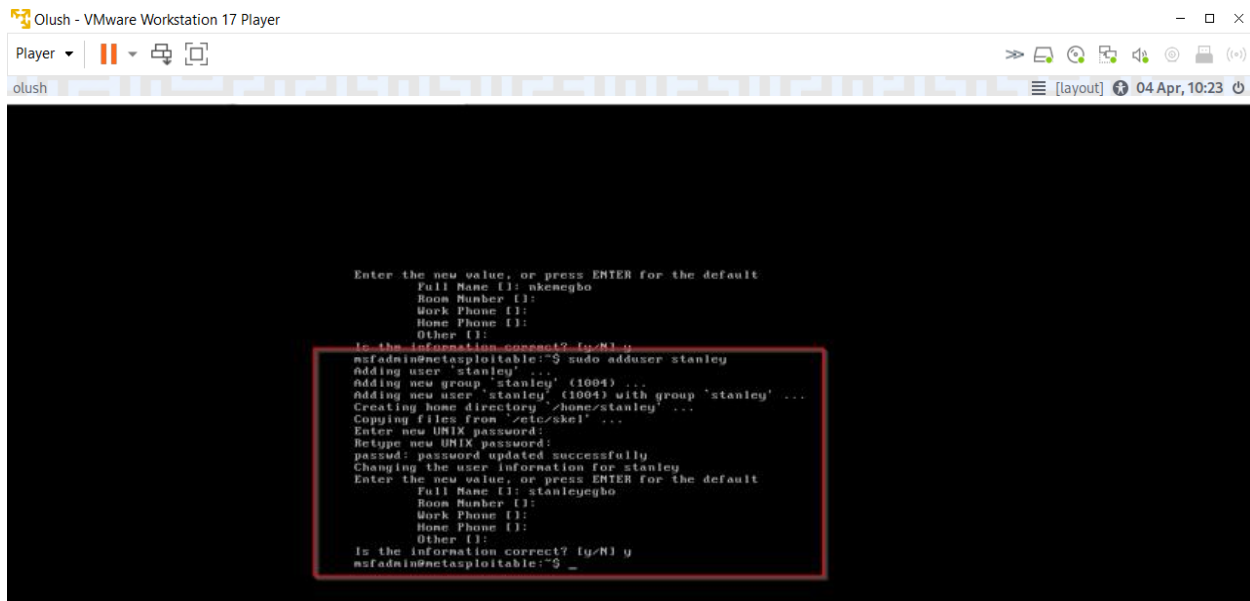 Olush - VMware Workstation 17 Player
Player
olush
[layout] 04 Apr, 10:23
Enter the new value, or press ENTER for the default
Full Name []: nkemegbo
Room Number []:
Work Phone []:
Home Phone []:
Other []:
Is the information correct? [y/N] y
msfadmin@metasploitable:~$ sudo adduser stanley
Adding user `stanley' ...
Adding new group `stanley' (1004) ...
Adding new user `stanley' (1004) with group `stanley' ...
Creating home directory `/home/stanley' ...
Copying files from `/etc/skel' ...
Enter new UNIX password:
Retype new UNIX password:
passwd: password updated successfully
Changing the user information for stanley
Enter the new value, or press ENTER for the default
Full Name []: stanleyegbo
Room Number []:
Work Phone []:
Home Phone []:
Other []:
Is the information correct? [y/N] y
msfadmin@metasploitable:~$ _